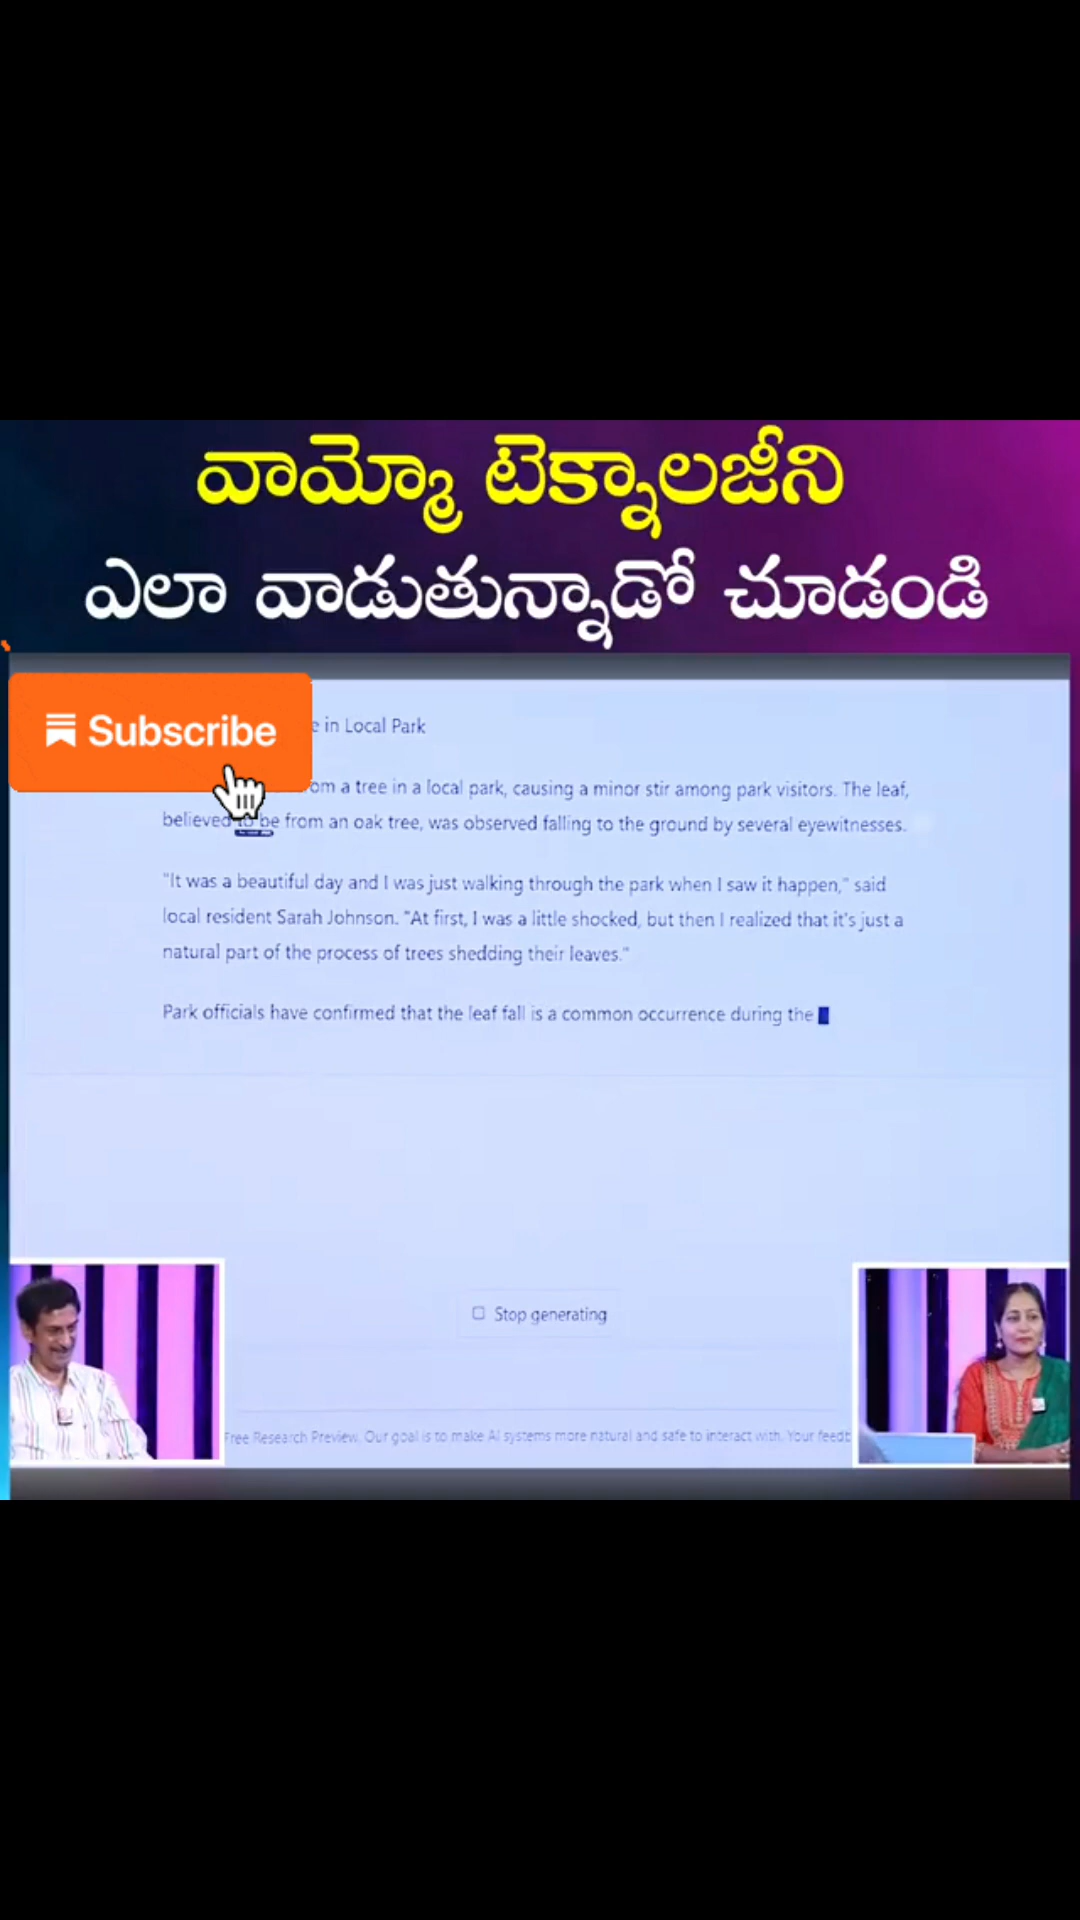 వామ్మో టెక్నాలజీని
ఎలా వాడుతున్నాడో చూడండి
Subscribe
in Local Park
a tree in a local park, causing a minor stir among park visitors. The leaf,
believed to be from an oak tree, was observed falling to the ground by several eyewitnesses.
"It was a beautiful day and I was just walking through the park when I saw it happen," said
local resident Sarah Johnson. "At first, I was a little shocked, but then I realized that it's just a
natural part of the process of trees shedding their leaves."
Park officials have confirmed that the leaf fall is a common occurrence during the
Stop generating
Free Research Preview. Our goal is to make AI systems more natural and safe to interact with. Your